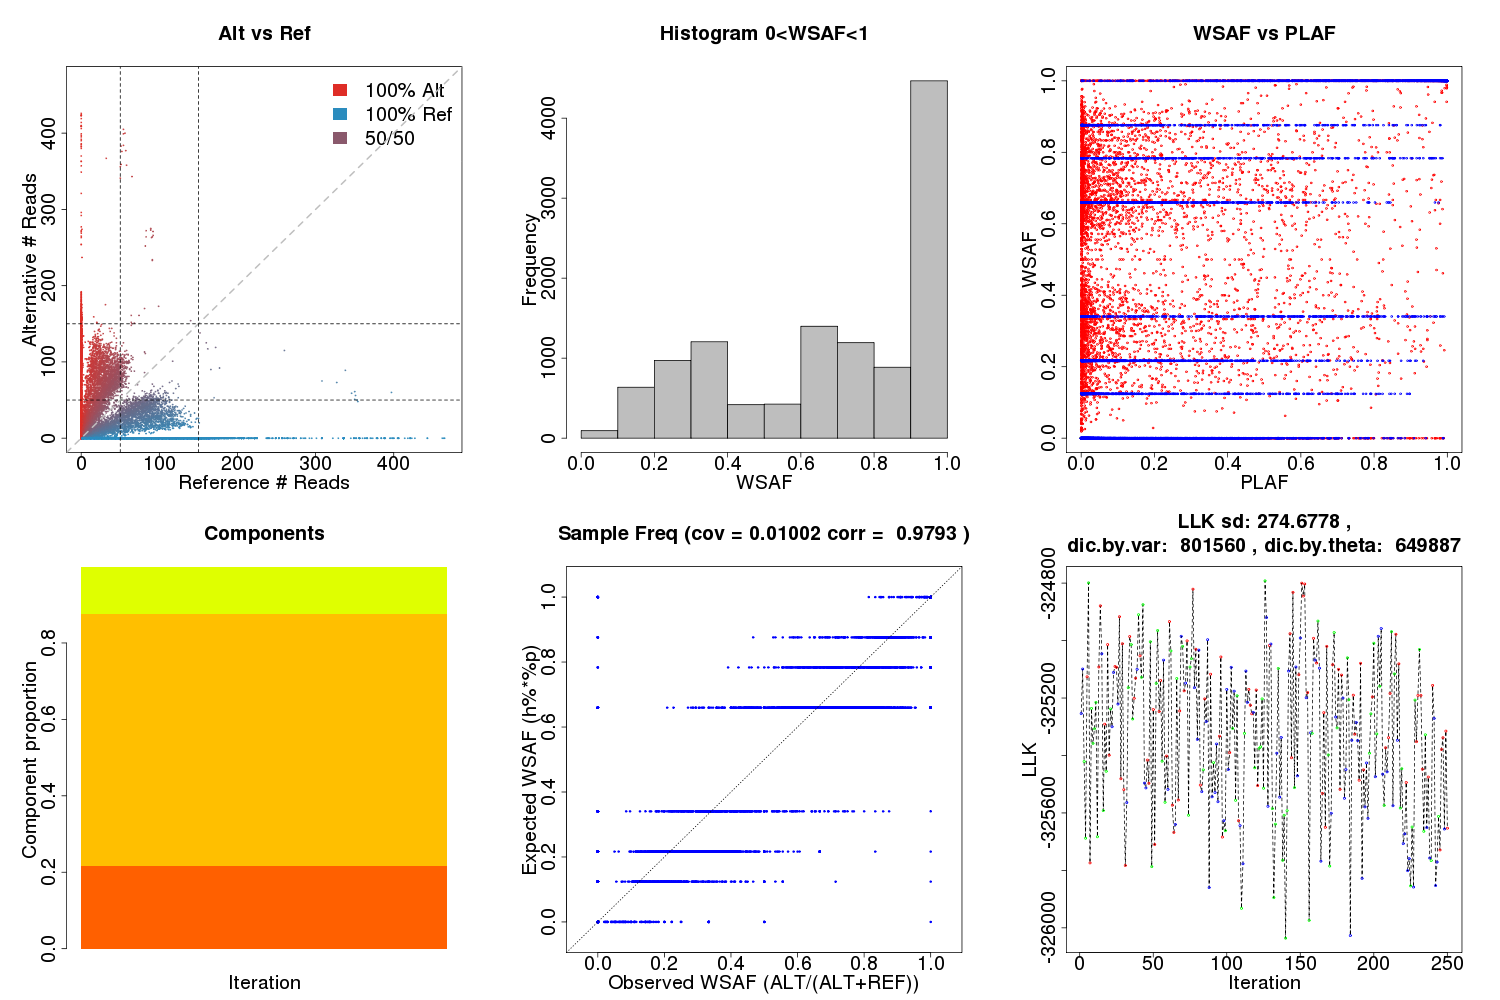 Alt vs Ref
100% Alt
100% Ref
50/50
Alternative # Reads
0 100 200 300 400
0 100 200 300 400
Reference # Reads
Histogram 0<WSAF<1
Frequency
0 1000 2000 3000 4000
0.0 0.2 0.4 0.6 0.8 1.0
WSAF
WSAF vs PLAF
WSAF
0.0 0.2 0.4 0.6 0.8 1.0
0.0 0.2 0.4 0.6 0.8 1.0
PLAF
Components
Component proportion
0.0 0.2 0.4 0.6 0.8
Iteration
Sample Freq (cov = 0.01002 corr = 0.9793 )
Expected WSAF (h%*%p)
0.0 0.2 0.4 0.6 0.8 1.0
0.0 0.2 0.4 0.6 0.8 1.0
Observed WSAF (ALT/(ALT+REF))
LLK sd: 274.6778 ,
dic.by.var: 801560 , dic.by.theta: 649887
LLK
-326000 -325600 -325200 -324800
0 50 100 150 200 250
Iteration